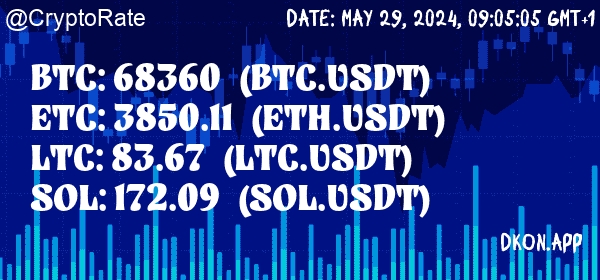 @CryptoRate
DATE: MAY 29, 2024, 09:05:05 GMT+1
BTC: 68360 (BTC.USDT)
ETC: 3850.11 (ETH.USDT)
LTC: 83.67 (LTC.USDT)
SOL: 172.09 (SOL.USDT)
DKON.APP